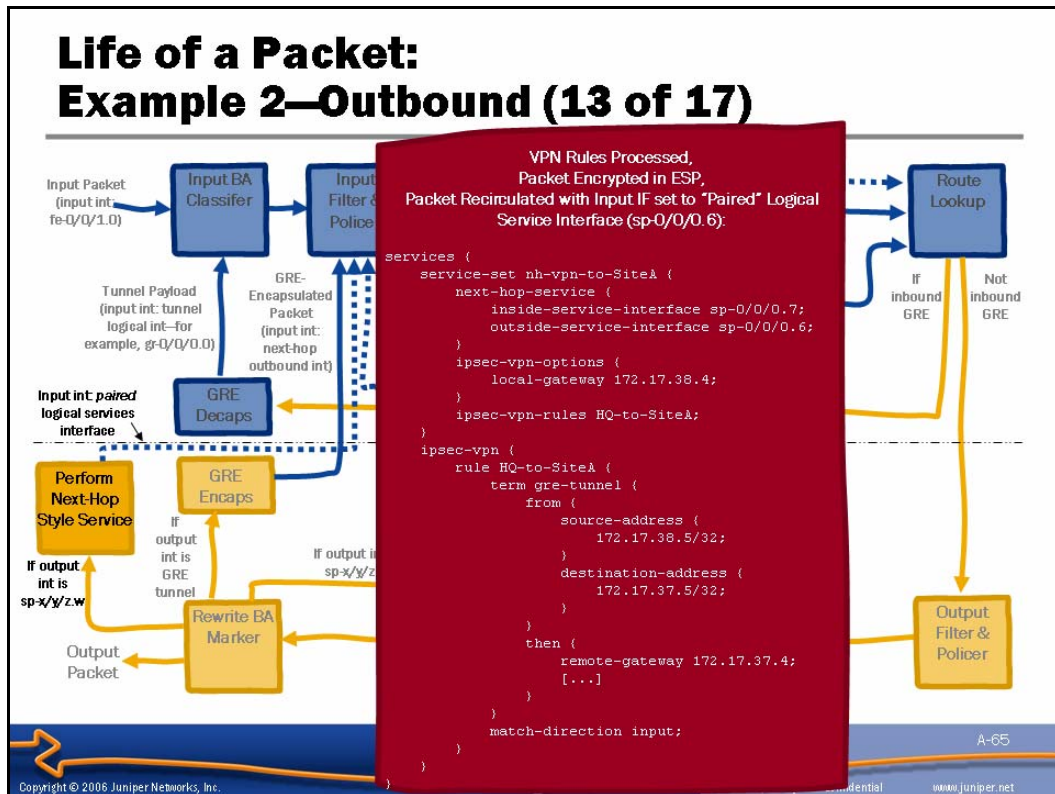 Life of a Packet:
Example 2—Outbound (13 of 17)
Input Packet
(input int:
fe-0/0/1.0)
Input BA
Classifer
Input
Filter &
Police
Route
Lookup
Tunnel Payload
(input int: tunnel
logical int—for
example, gr-0/0/0.0)
GRE-
Encapsulated
Packet
(input int:
next-hop
outbound int)
If
inbound
GRE
Not
inbound
GRE
Input int: paired
logical services
interface
GRE
Decaps
Perform
Next-Hop
Style Service
GRE
Encaps
If output
int is
sp-x/y/z.w
If
output
int is
GRE
tunnel
If output in
sp-x/y/z
Rewrite BA
Marker
Output
Packet
Output
Filter &
Policer
VPN Rules Processed,
Packet Encrypted in ESP,
Packet Recirculated with Input IF set to "Paired" Logical
Service Interface (sp-0/0/0.6):
services {
    service-set nh-vpn-to-SiteA {
        next-hop-service {
            inside-service-interface sp-0/0/0.7;
            outside-service-interface sp-0/0/0.6;
        }
        ipsec-vpn-options {
            local-gateway 172.17.38.4;
        }
        ipsec-vpn-rules HQ-to-SiteA;
    }
    ipsec-vpn {
        rule HQ-to-SiteA {
            term gre-tunnel {
                from {
                    source-address {
                        172.17.38.5/32;
                    }
                    destination-address {
                        172.17.37.5/32;
                    }
                }
                then {
                    remote-gateway 172.17.37.4;
                    [...]
                }
            }
            match-direction input;
        }
    }
}
A-65
Copyright © 2006 Juniper Networks, Inc.
fidential
www.juniper.net